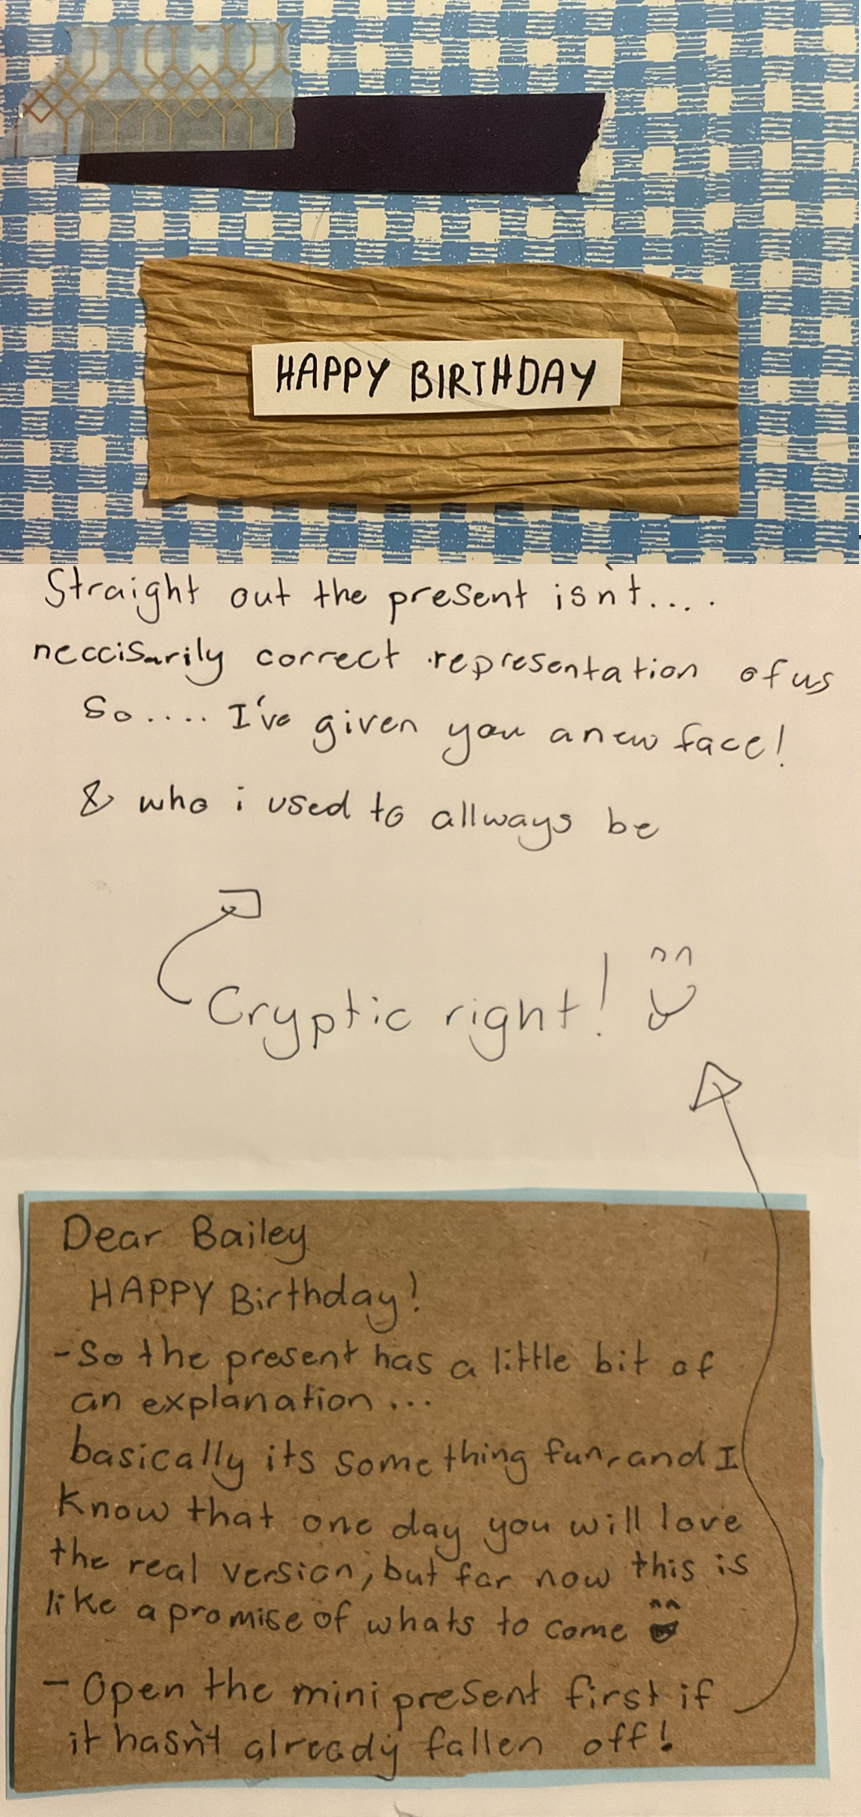 HAPPY BIRTHDAY
Straight out the present isn't....
neccisarily correct representation of us
So.... I've given you a new face!
& who i used to allways be
Cryptic right!
Dear Bailey
HAPPY Birthday!
-So the present has a little bit of
an explanation...
basically its something fun, and I
know that one day you will love
the real version, but for now this is
like a promise of whats to come
- Open the mini present first if
it hasn't already fallen off!